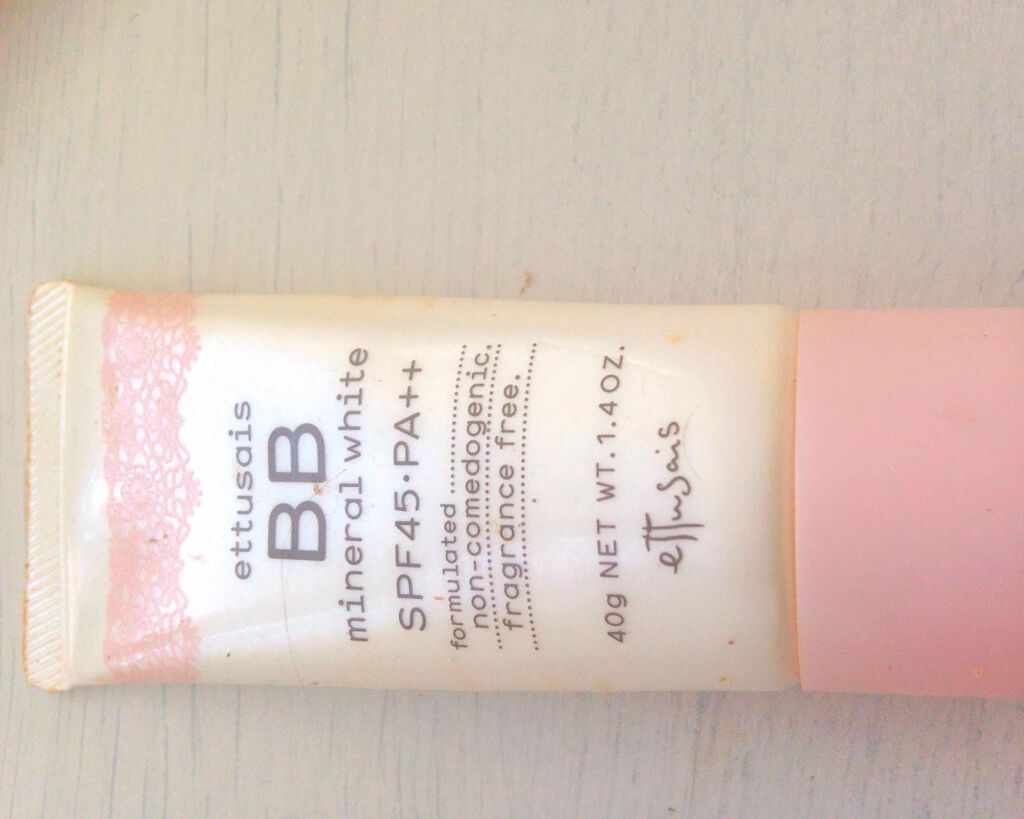 ettusais
BB
mineral white
SPF45·PA++
formulated
non-comedogenic.
fragrance free.
40g NET WT.1.4oz.
ettusais